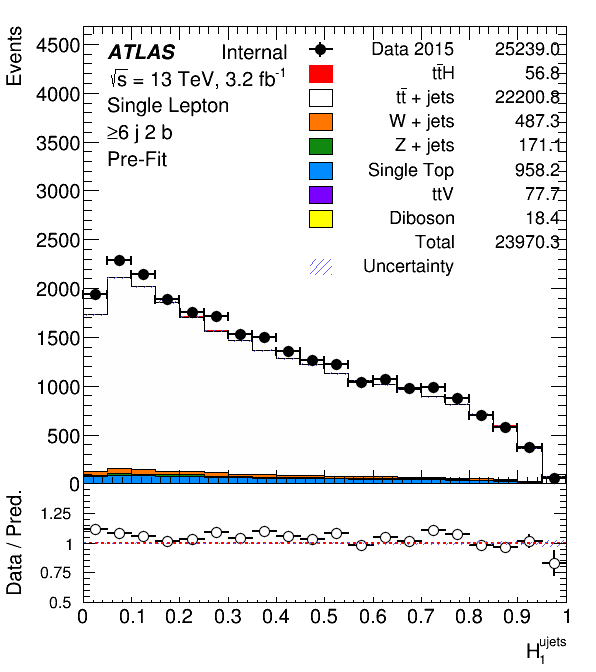 Events
4500
4000
3500
3000
2500
2000
1500
1000
500
0
ATLAS Internal
√s = 13 TeV, 3.2 fb⁻¹
Single Lepton
≥6 j 2 b
Pre-Fit
Data 2015 25239.0
tt̄H 56.8
tt̄ + jets 22200.8
W + jets 487.3
Z + jets 171.1
Single Top 958.2
ttV 77.7
Diboson 18.4
Total 23970.3
Uncertainty
Data / Pred.
1.25
1
0.75
0.5
0 0.1 0.2 0.3 0.4 0.5 0.6 0.7 0.8 0.9 1
H₁ᵘʲᵉᵗˢ